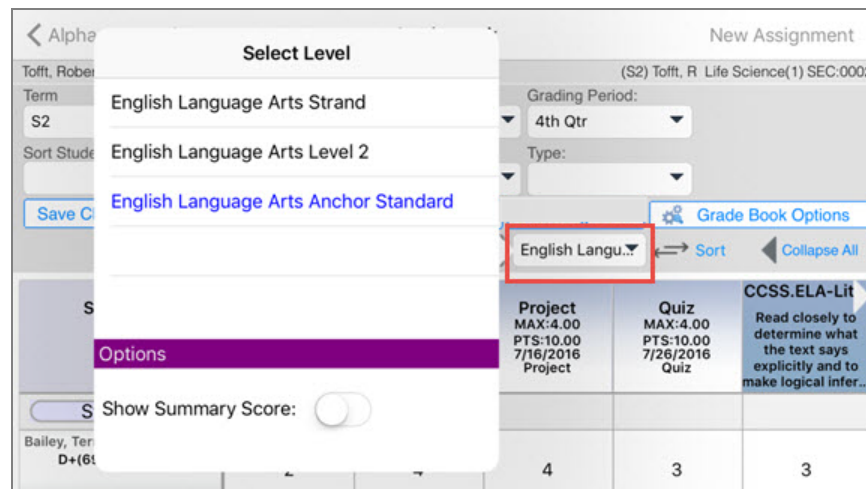 Alpha
New Assignment
Select Level
Tofft, Rober
(S2) Tofft, R Life Science(1) SEC:0002
Term
Grading Period:
S2
4th Qtr
English Language Arts Strand
Sort Stude
Type:
English Language Arts Level 2
English Language Arts Anchor Standard
Save C
Grade Book Options
English Langu...
Sort
Collapse All
Project
MAX:4.00
PTS:10.00
7/16/2016
Project
Quiz
MAX:4.00
PTS:10.00
7/26/2016
Quiz
CCSS.ELA-Lit
Read closely to
determine what
the text says
explicitly and to
make logical infer...
S
Options
Show Summary Score:
S
Bailey, Ter
D+(69
4
3
3